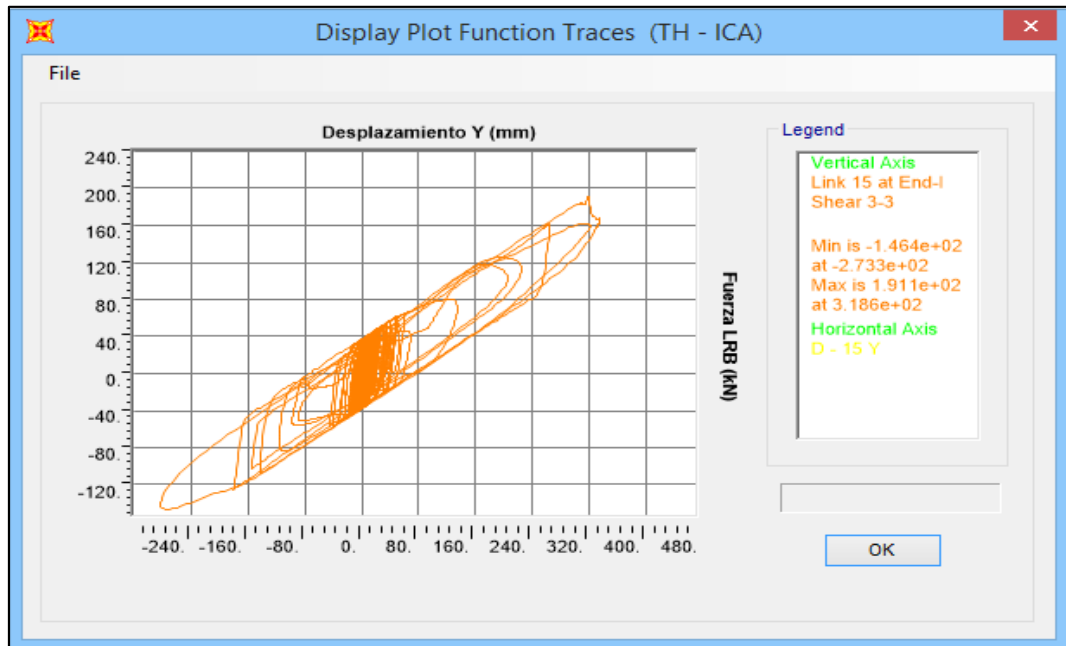 Display Plot Function Traces (TH - ICA)
File
Desplazamiento Y (mm)
240.
200.
160.
120.
80.
40.
0.
-40.
-80.
-120.
-240. -160. -80. 0. 80. 160. 240. 320. 400. 480.
Fuerza LRB (kN)
Legend
Vertical Axis
Link 15 at End-I
Shear 3-3
Min is -1.464e+02
at -2.733e+02
Max is 1.911e+02
at 3.186e+02
Horizontal Axis
D - 15 Y
OK